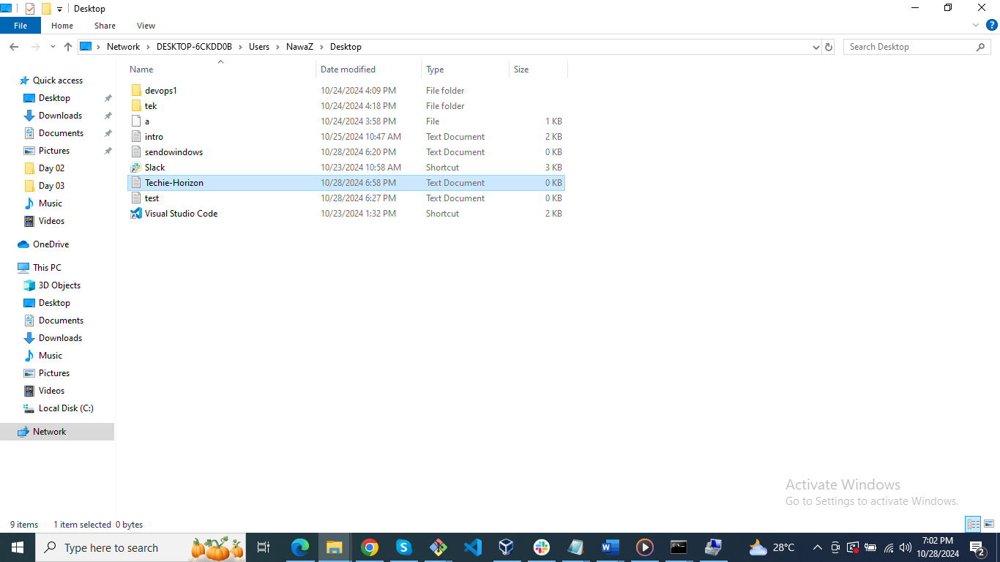 Desktop
File Home Share View
Network DESKTOP-6CKDD0B Users NawaZ Desktop
Search Desktop
Quick access
Desktop
Downloads
Documents
Pictures
Day 02
Day 03
Music
Videos
OneDrive
This PC
3D Objects
Desktop
Documents
Downloads
Music
Pictures
Videos
Local Disk (C:)
Network
Name Date modified Type Size
devops1 10/24/2024 4:09 PM File folder
tek 10/24/2024 4:18 PM File folder
a 10/24/2024 3:58 PM File 1 KB
intro 10/25/2024 10:47 AM Text Document 2 KB
sendowindows 10/28/2024 6:20 PM Text Document 0 KB
Slack 10/23/2024 10:58 AM Shortcut 3 KB
Techie-Horizon 10/28/2024 6:58 PM Text Document 0 KB
test 10/28/2024 6:27 PM Text Document 0 KB
Visual Studio Code 10/23/2024 1:32 PM Shortcut 2 KB
Activate Windows
Go to Settings to activate Windows.
9 items 1 item selected 0 bytes
Type here to search
28°C
7:02 PM
10/28/2024
2